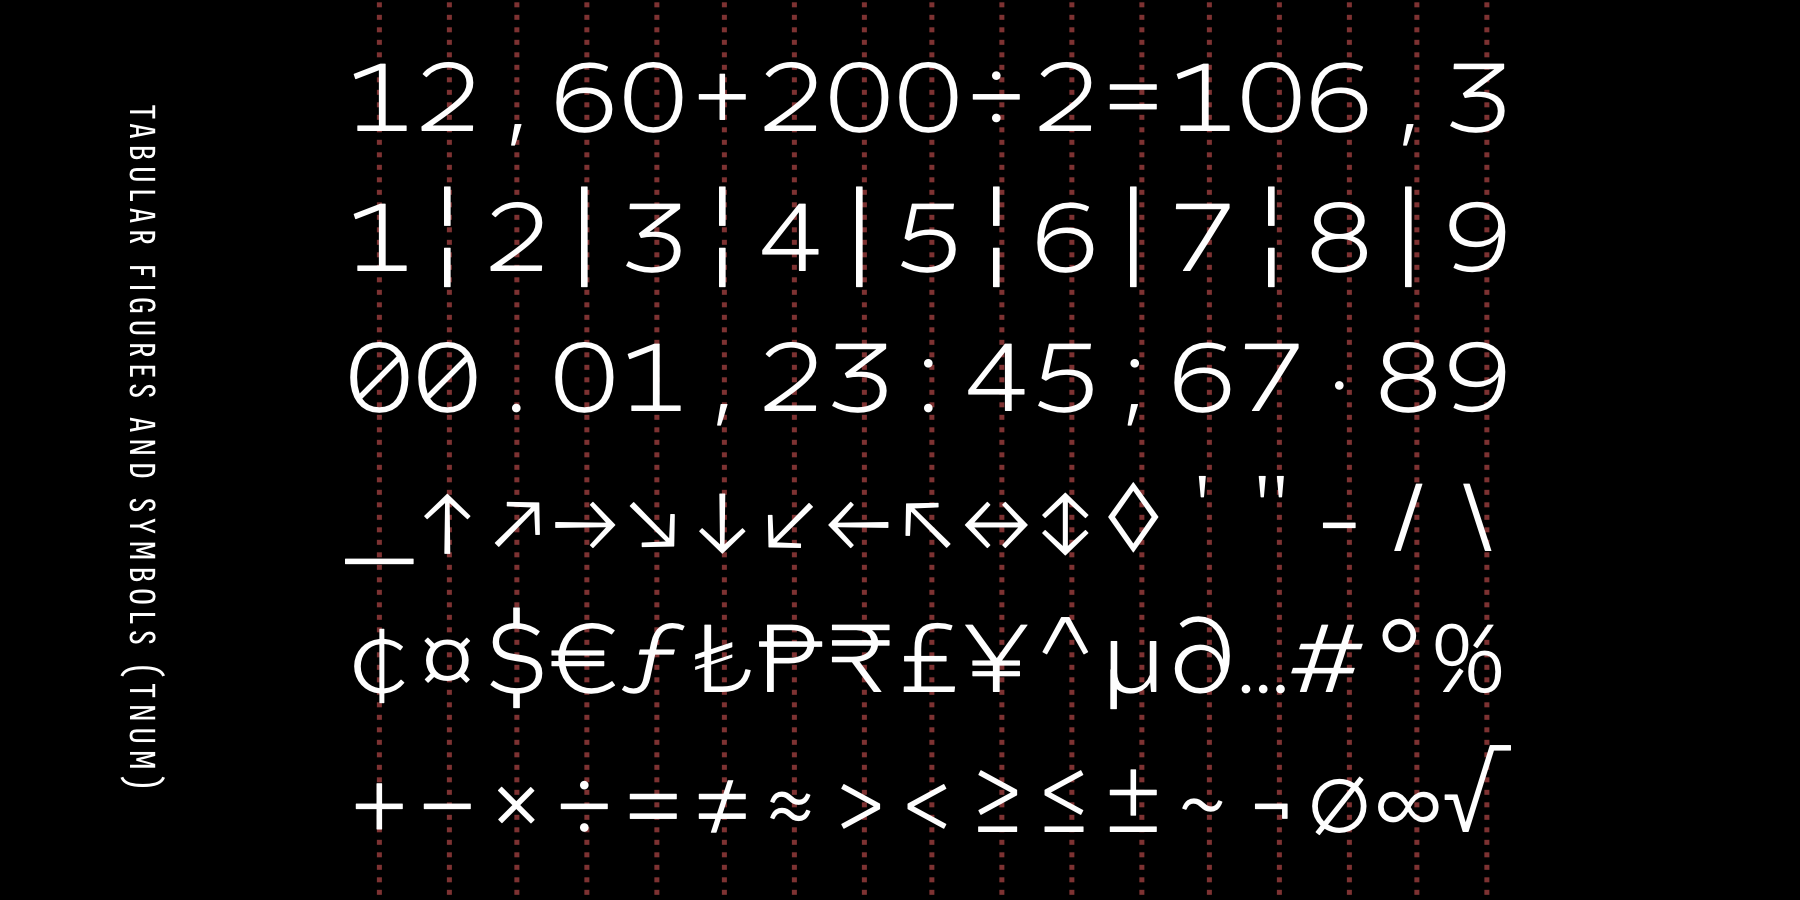 TABULAR FIGURES AND SYMBOLS (TNUM)
12,60+200÷2=106,3
1¦2|3¦4|5¦6|7¦8|9
00.01,23:45;67·89
_↑↗→↘↓↙←↖↔↕◊'"-/\
¢¤$€ƒ₺₱₹£¥^µ∂…#°%
+−×÷=≠≈><≥≤±~¬∅∞√